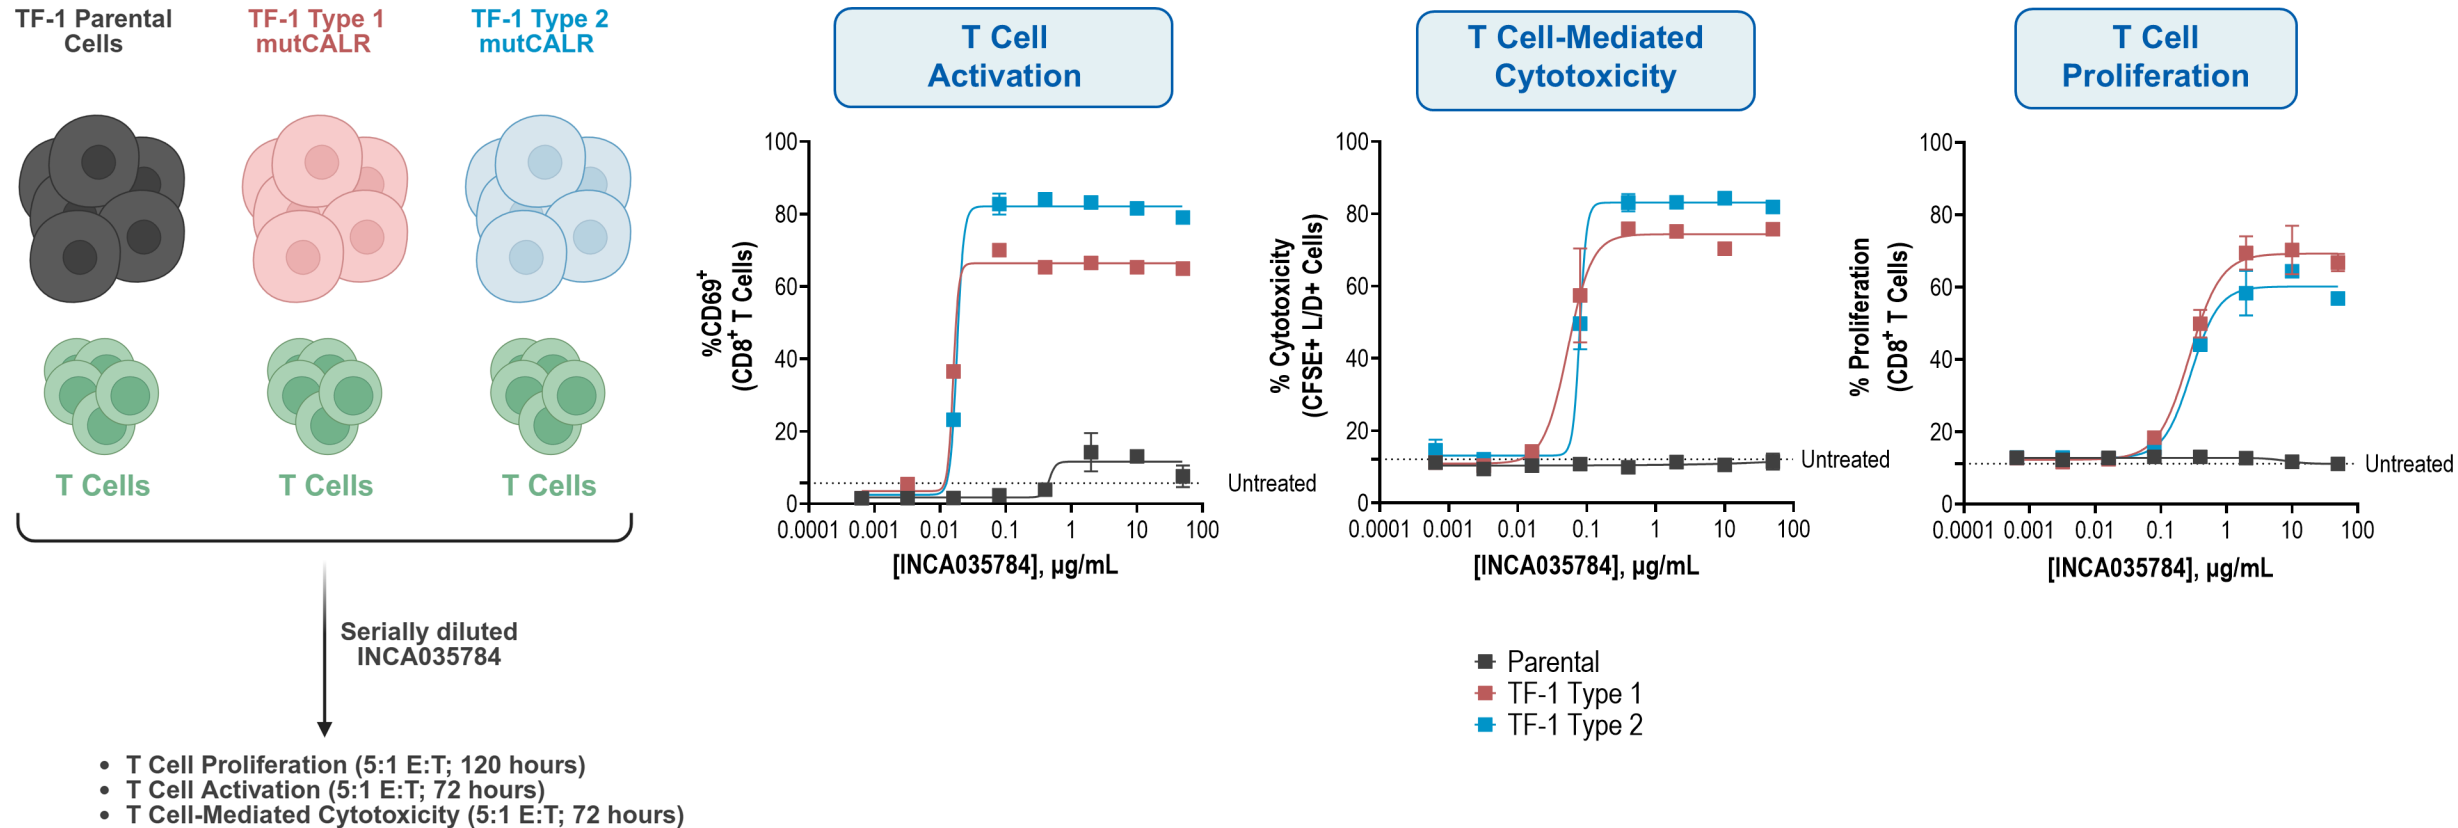 TF-1 Parental
Cells
TF-1 Type 1
mutCALR
TF-1 Type 2
mutCALR
T Cells
T Cells
T Cells
Serially diluted
INCA035784
• T Cell Proliferation (5:1 E:T; 120 hours)
• T Cell Activation (5:1 E:T; 72 hours)
• T Cell-Mediated Cytotoxicity (5:1 E:T; 72 hours)
T Cell
Activation
%CD69+
(CD8+ T Cells)
100
80
60
40
20
0
0.0001 0.001 0.01 0.1 1 10 100
[INCA035784], µg/mL
Untreated
T Cell-Mediated
Cytotoxicity
% Cytotoxicity
(CFSE+ L/D+ Cells)
100
80
60
40
20
0
0.0001 0.001 0.01 0.1 1 10 100
[INCA035784], µg/mL
Untreated
T Cell
Proliferation
% Proliferation
(CD8+ T Cells)
100
80
60
40
20
0
0.0001 0.001 0.01 0.1 1 10 100
[INCA035784], µg/mL
Untreated
Parental
TF-1 Type 1
TF-1 Type 2